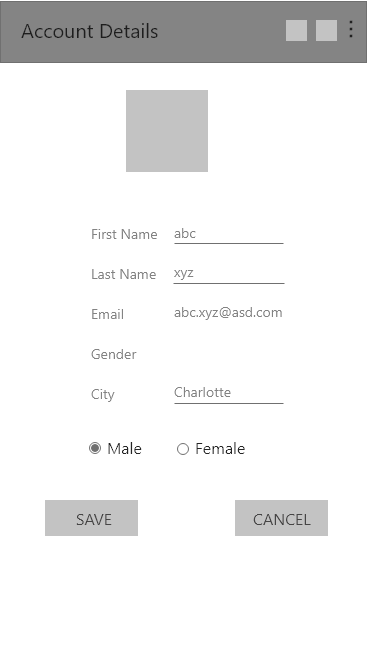 Account Details
First Name abc
Last Name xyz
Email abc.xyz@asd.com
Gender
City Charlotte
Male Female
SAVE CANCEL